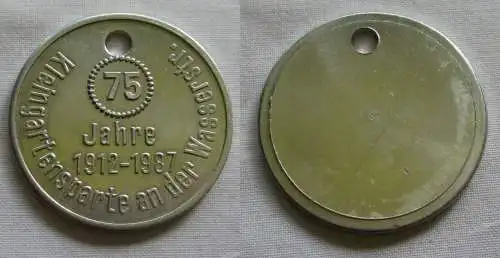 75
Jahre
1912-1987
Kleingartensparte an der Wasserstr.